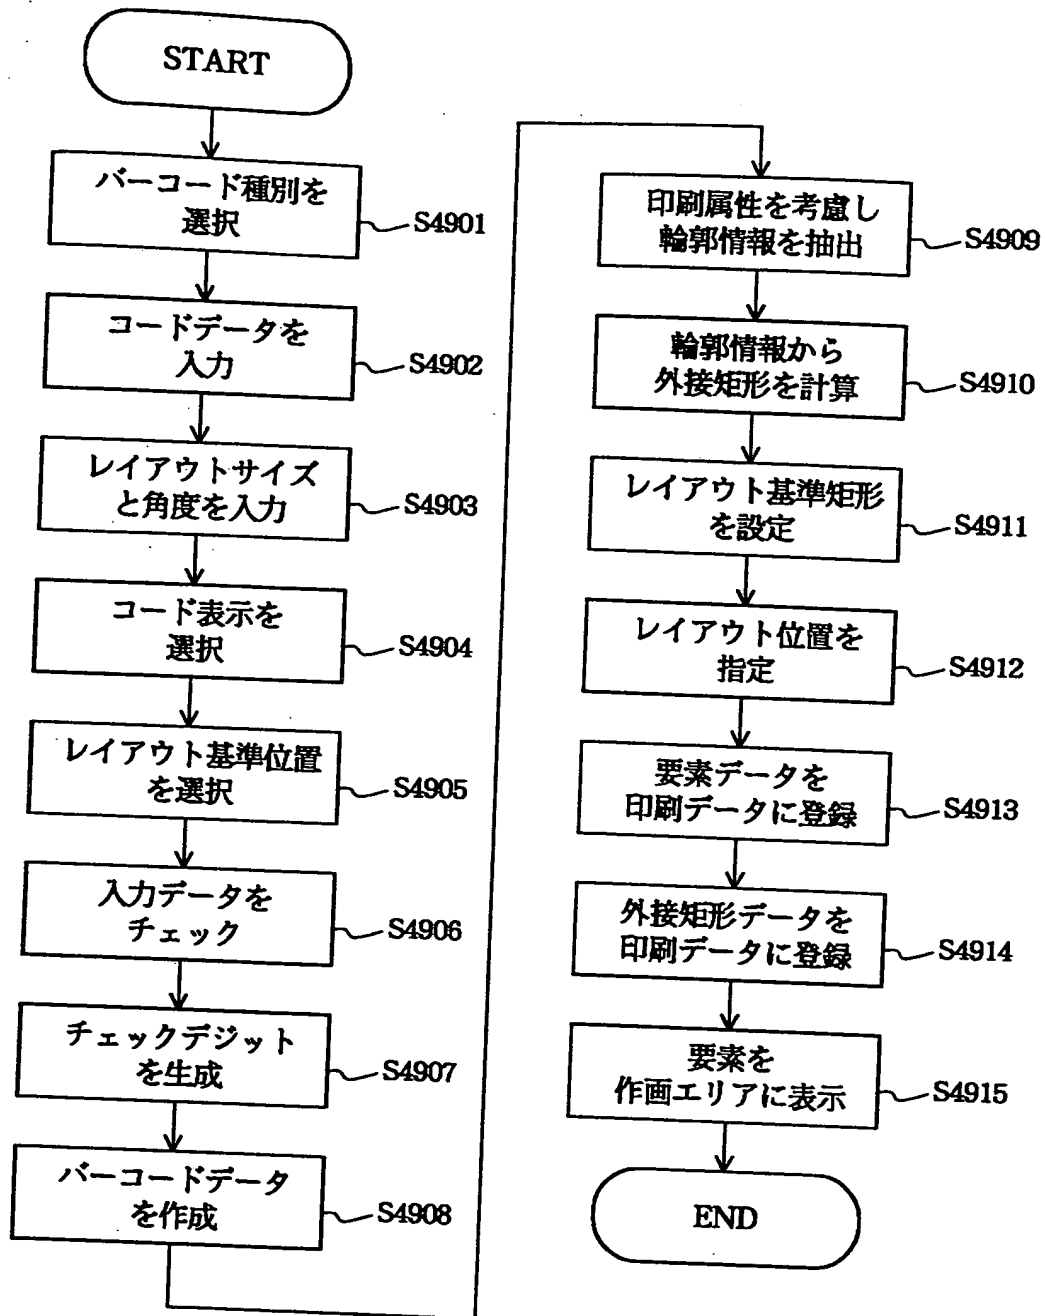 START
バーコード種別を
選択
S4901
コードデータを
入力
S4902
レイアウトサイズ
と角度を入力
S4903
コード表示を
選択
S4904
レイアウト基準位置
を選択
S4905
入力データを
チェック
S4906
チェックデジット
を生成
S4907
バーコードデータ
を作成
S4908
印刷属性を考慮し
輪郭情報を抽出
S4909
輪郭情報から
外接矩形を計算
S4910
レイアウト基準矩形
を設定
S4911
レイアウト位置を
指定
S4912
要素データを
印刷データに登録
S4913
外接矩形データを
印刷データに登録
S4914
要素を
作画エリアに表示
S4915
END